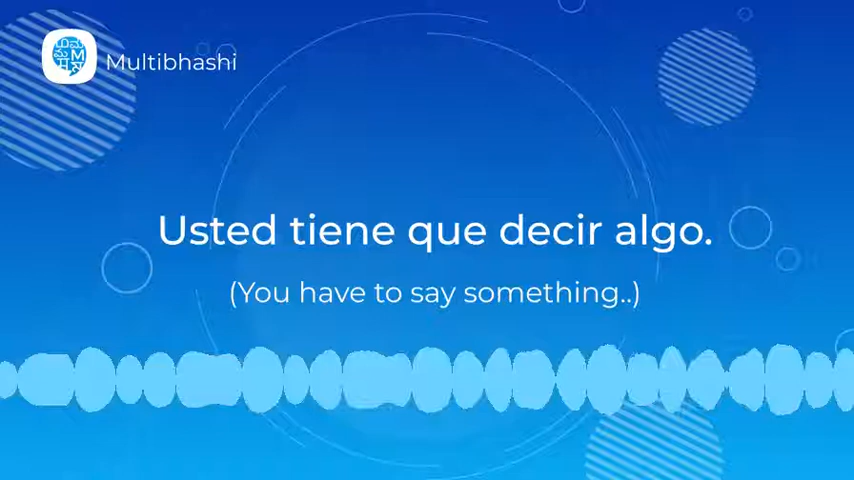 Multibhashi
Usted tiene que decir algo.
(You have to say something..)